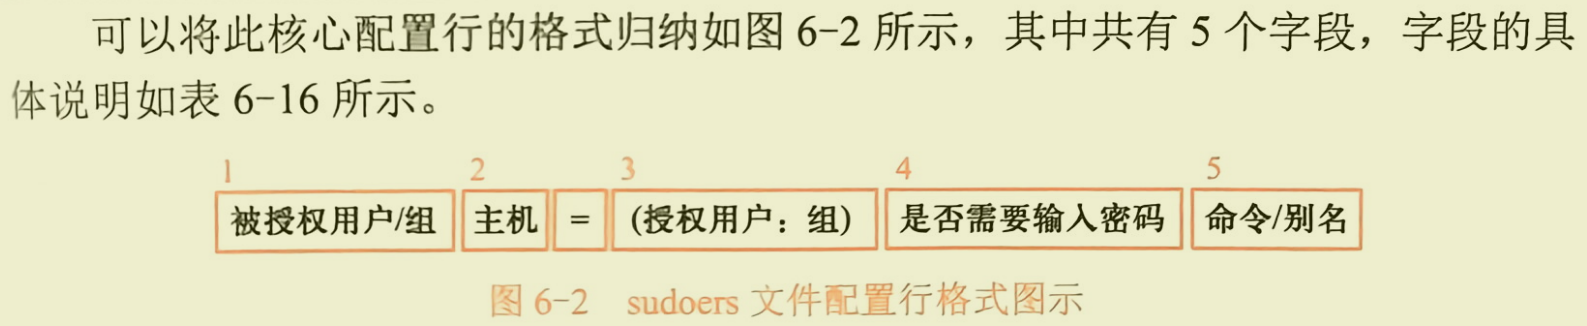 可以将此核心配置行的格式归纳如图 6-2 所示，其中共有 5 个字段，字段的具
体说明如表 6-16 所示。
1 2 3 4 5
被授权用户/组 主机 = (授权用户：组) 是否需要输入密码 命令/别名
图 6-2 sudoers 文件配置行格式图示